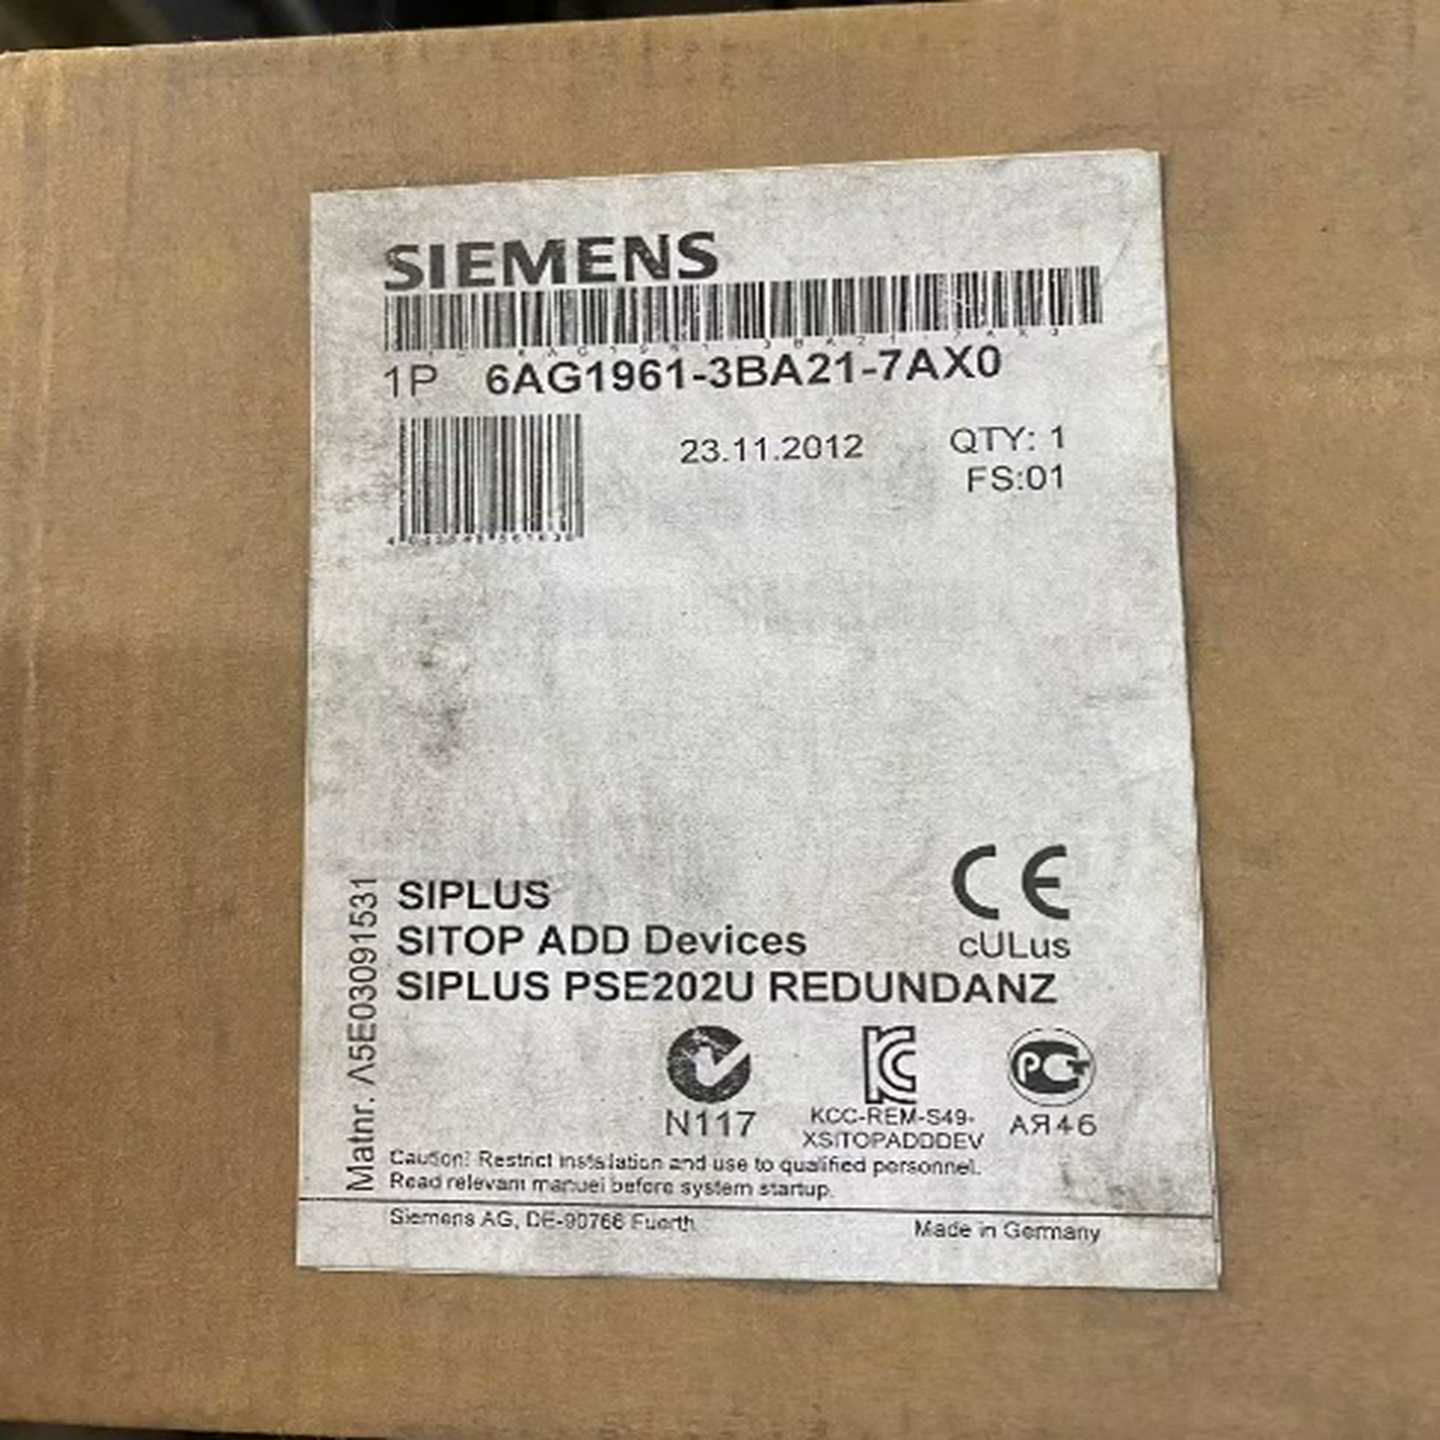 SIEMENS
1P 6AG1961-3BA21-7AX0
23.11.2012
QTY: 1
FS:01
Matnr. A5E03091531
SIPLUS
SITOP ADD Devices
SIPLUS PSE202U REDUNDANZ
CE
cULus
N117
KCC-REM-S49-
XSITOPADDDEV
АЯ46
Caution! Restrict installation and use to qualified personnel.
Read relevant manuel before system startup.
Siemens AG, DE-90766 Fuerth
Made in Germany